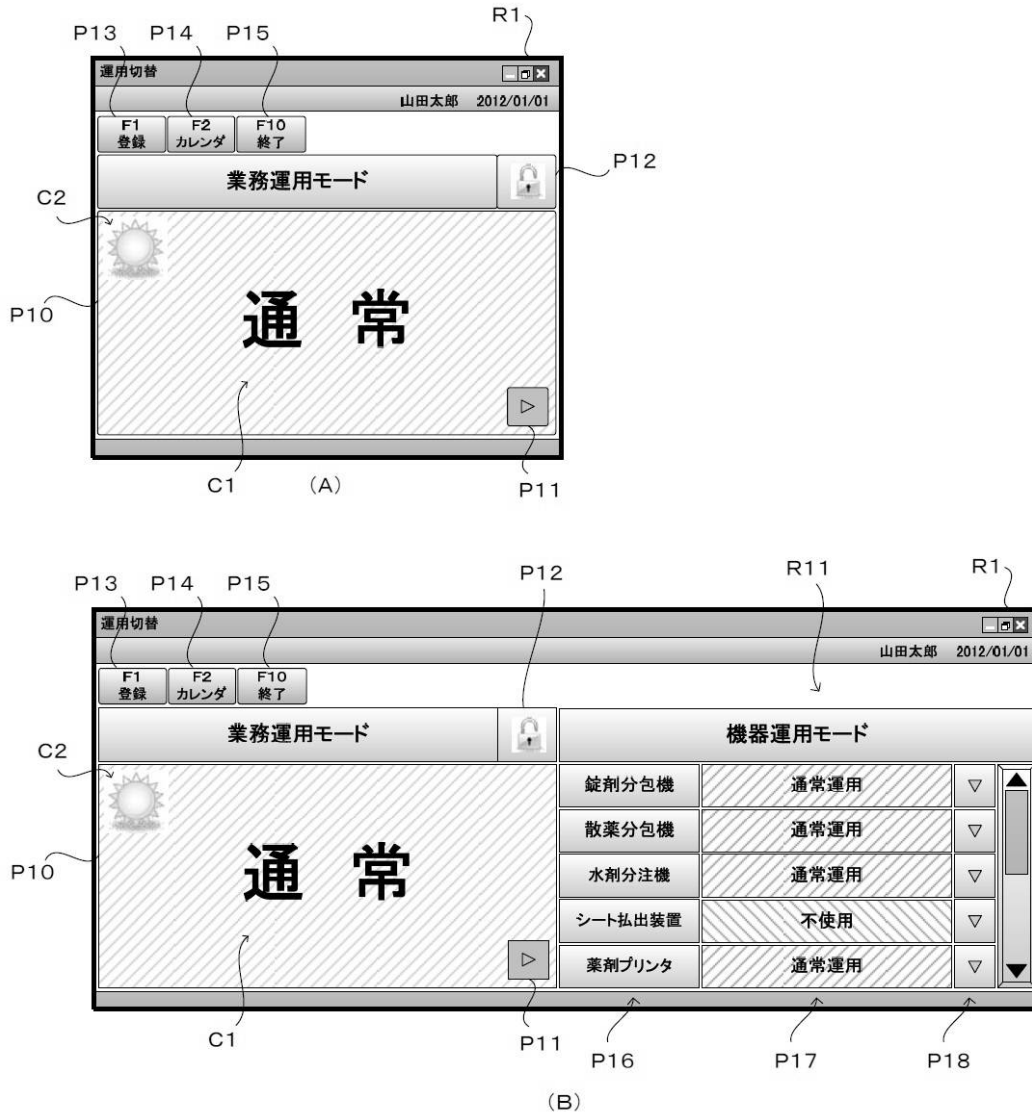 R1
P13 P14 P15
運用切替
山田太郎 2012/01/01
F1 F2 F10
登録 カレンダ 終了
業務運用モード
P12
C2
通 常
P10
C1 (A) P11
P12 R11 R1
P13 P14 P15
運用切替
山田太郎 2012/01/01
F1 F2 F10
登録 カレンダ 終了
業務運用モード 機器運用モード
C2
錠剤分包機 通常運用
散薬分包機 通常運用
通 常
P10
水剤分注機 通常運用
シート払出装置 不使用
薬剤プリンタ 通常運用
C1 P11 P16 P17 P18
(B)